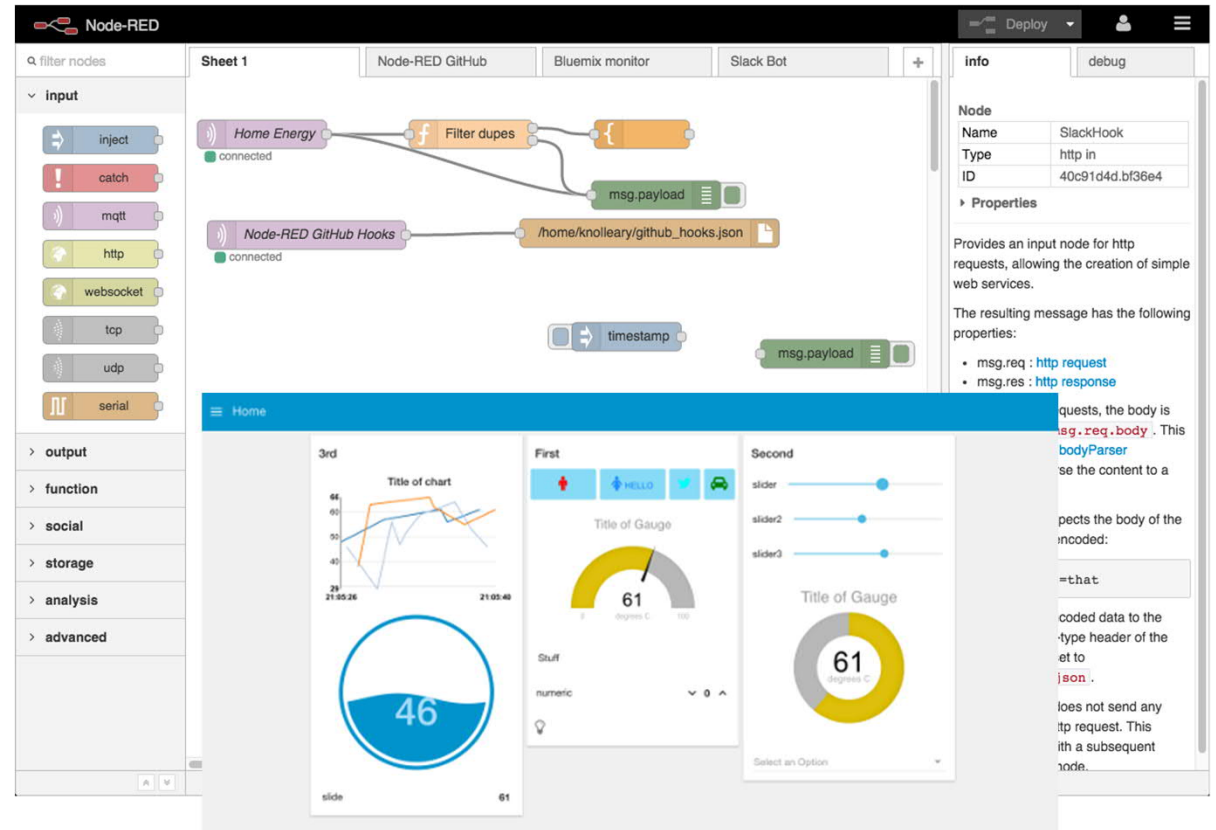 Node-RED
Deploy
filter nodes
input
inject
catch
mqtt
http
websocket
tcp
udp
serial
output
function
social
storage
analysis
advanced
Sheet 1
Node-RED GitHub
Bluemix monitor
Slack Bot
+
Home Energy
connected
Filter dupes
msg.payload
Node-RED GitHub Hooks
connected
/home/knolleary/github_hooks.json
timestamp
msg.payload
info
debug
Node
Name SlackHook
Type http in
ID 40c91d4d.bf36e4
Properties
Provides an input node for http
requests, allowing the creation of simple
web services.
The resulting message has the following
properties:
• msg.req : http request
• msg.res : http response
quests, the body is
sg.req.body . This
bodyParser
se the content to a
pects the body of the
ncoded:
=that
coded data to the
-type header of the
et to
json .
does not send any
ttp request. This
ith a subsequent
node.
Home
3rd
Title of chart
64
60
50
40
29
21:05:26
21:05:40
46
slide 61
First
HELLO
Title of Gauge
61
degrees C
0
100
Stuff
numeric 0
Second
slider
slider2
slider3
Title of Gauge
61
degrees C
Select an Option